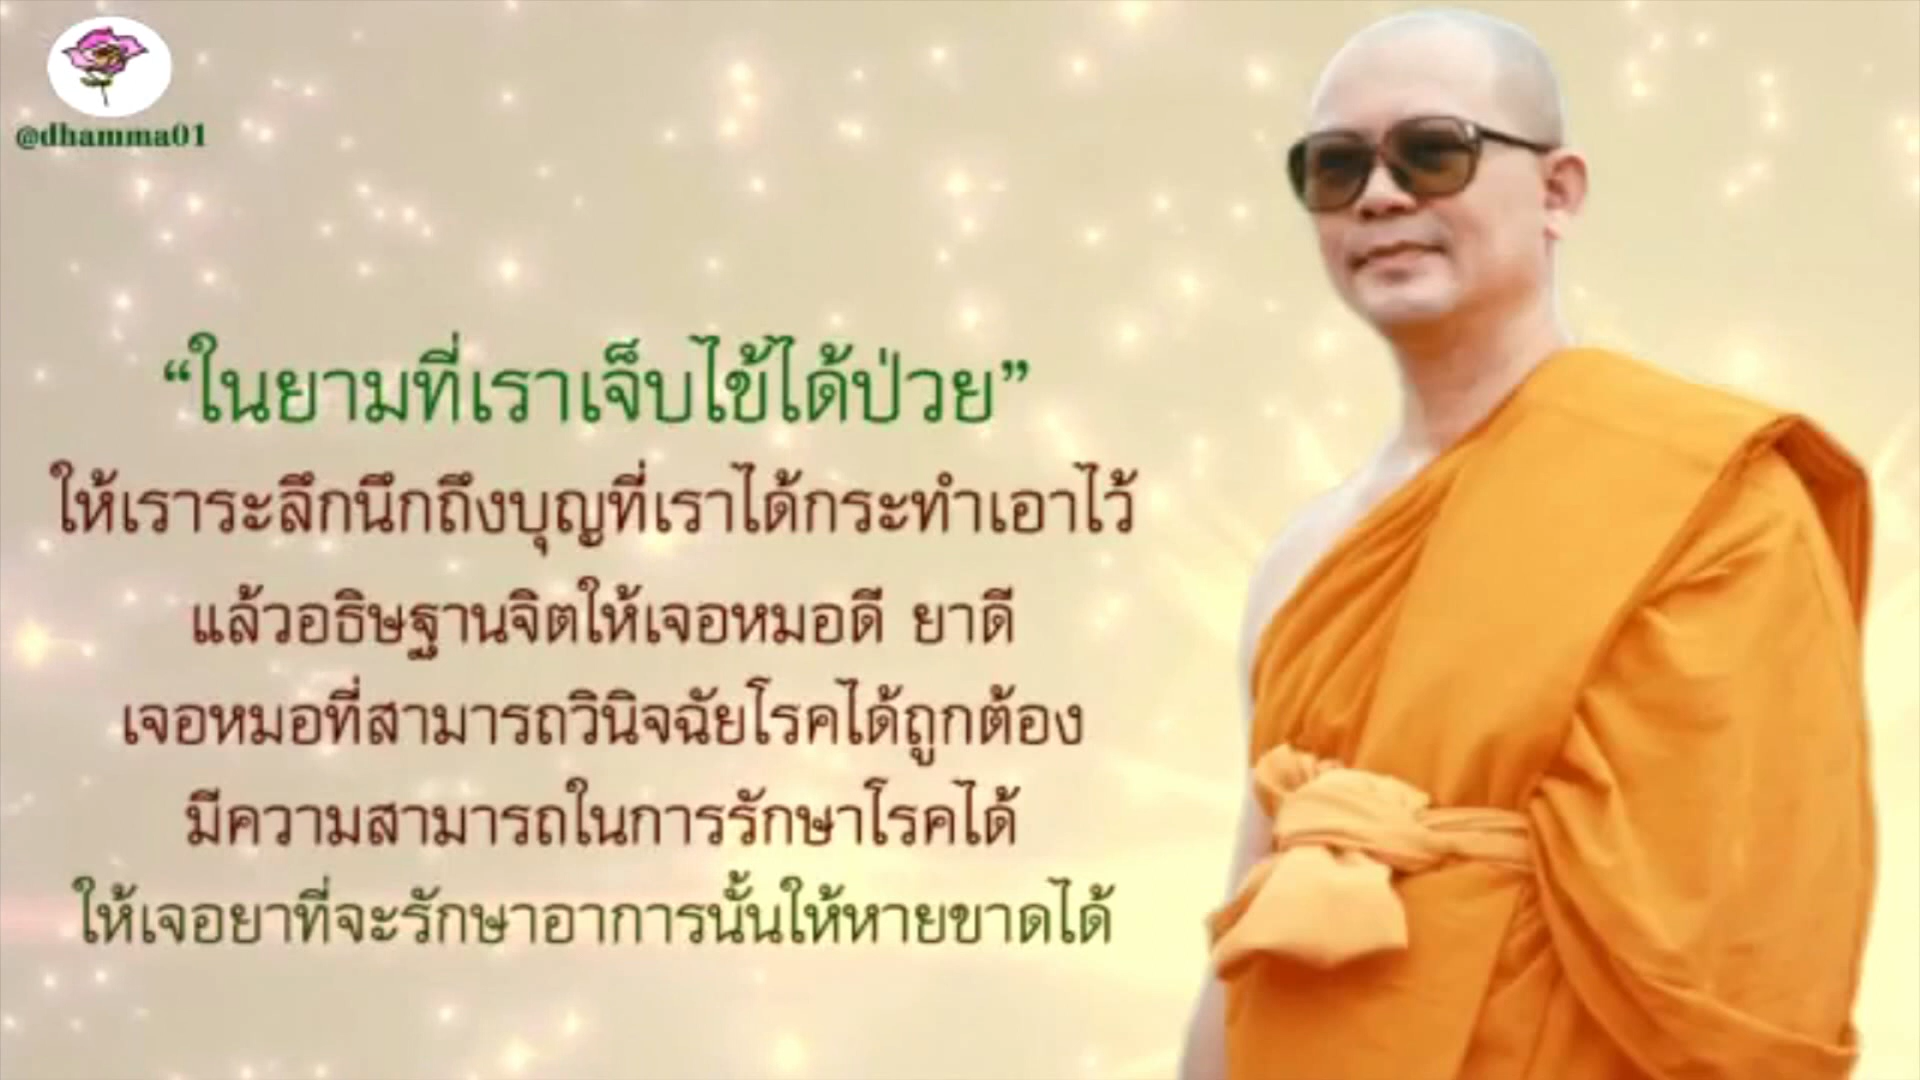 @dhamma01
“ในยามที่เราเจ็บไข้ได้ป่วย”
ให้เราระลึกนึกถึงบุญที่เราได้กระทำเอาไว้
แล้วอธิษฐานจิตให้เจอหมอดี ยาดี
เจอหมอที่สามารถวินิจฉัยโรคได้ถูกต้อง
มีความสามารถในการรักษาโรคได้
ให้เจอยาที่จะรักษาอาการนั้นให้หายขาดได้